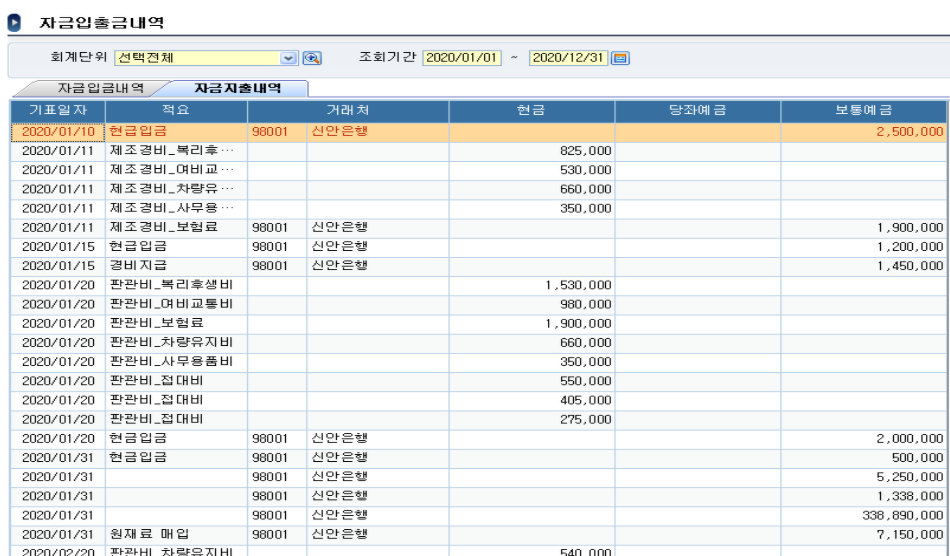 자금입출금내역
회계단위 선택전체 조회기간 2020/01/01 ~ 2020/12/31
자금입금내역 자금지출내역
기표일자 적요 거래처 현금 당좌예금 보통예금
2020/01/10 현금입금 98001 신안은행 2,500,000
2020/01/11 제조경비_복리후… 825,000
2020/01/11 제조경비_여비교… 530,000
2020/01/11 제조경비_차량유… 660,000
2020/01/11 제조경비_사무용… 350,000
2020/01/11 제조경비_보험료 98001 신안은행 1,900,000
2020/01/15 현금입금 98001 신안은행 1,200,000
2020/01/15 경비지급 98001 신안은행 1,450,000
2020/01/20 판관비_복리후생비 1,530,000
2020/01/20 판관비_여비교통비 980,000
2020/01/20 판관비_보험료 1,900,000
2020/01/20 판관비_차량유지비 660,000
2020/01/20 판관비_사무용품비 350,000
2020/01/20 판관비_접대비 550,000
2020/01/20 판관비_접대비 405,000
2020/01/20 판관비_접대비 275,000
2020/01/20 현금입금 98001 신안은행 2,000,000
2020/01/31 현금입금 98001 신안은행 500,000
2020/01/31 98001 신안은행 5,250,000
2020/01/31 98001 신안은행 1,338,000
2020/01/31 98001 신안은행 338,890,000
2020/01/31 원재료 매입 98001 신안은행 7,150,000
2020/02/20 판관비_차량유지비 540,000